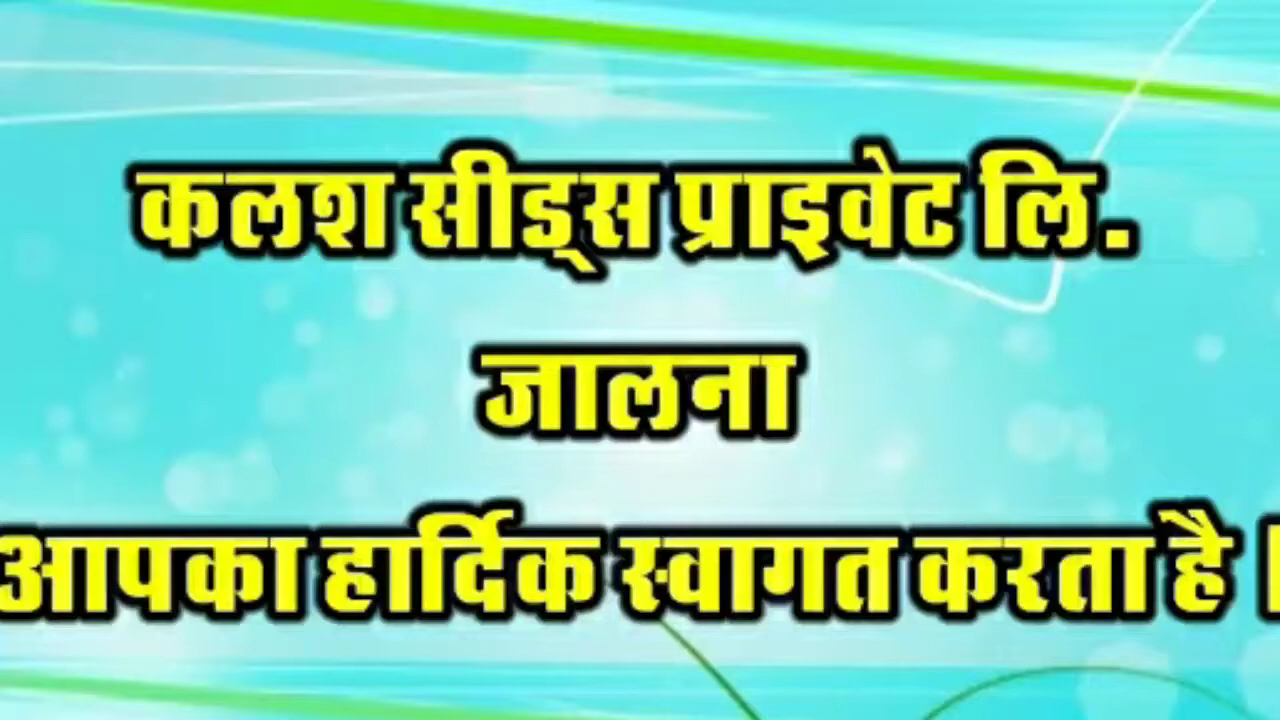 कलश सीड्स प्राइवेट लि.
जालना
आपका हार्दिक स्वागत करता है ।